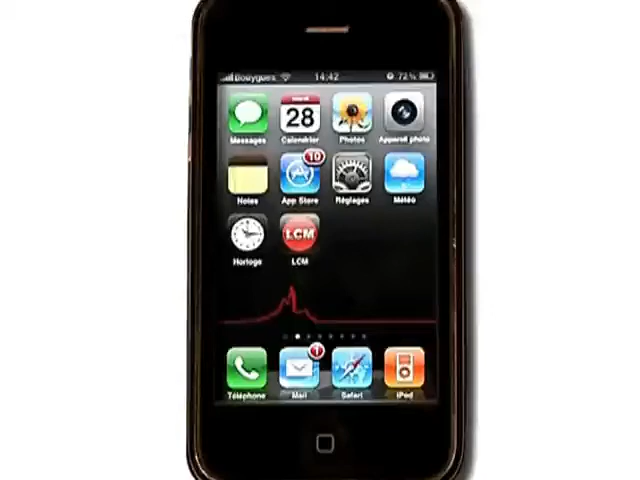 Bouygues 14:42 72 %
28
Messages Calendrier Photos Appareil photo
10
Notes App Store Réglages Météo
LCM
Horloge LCM
1
Téléphone Mail Safari iPod